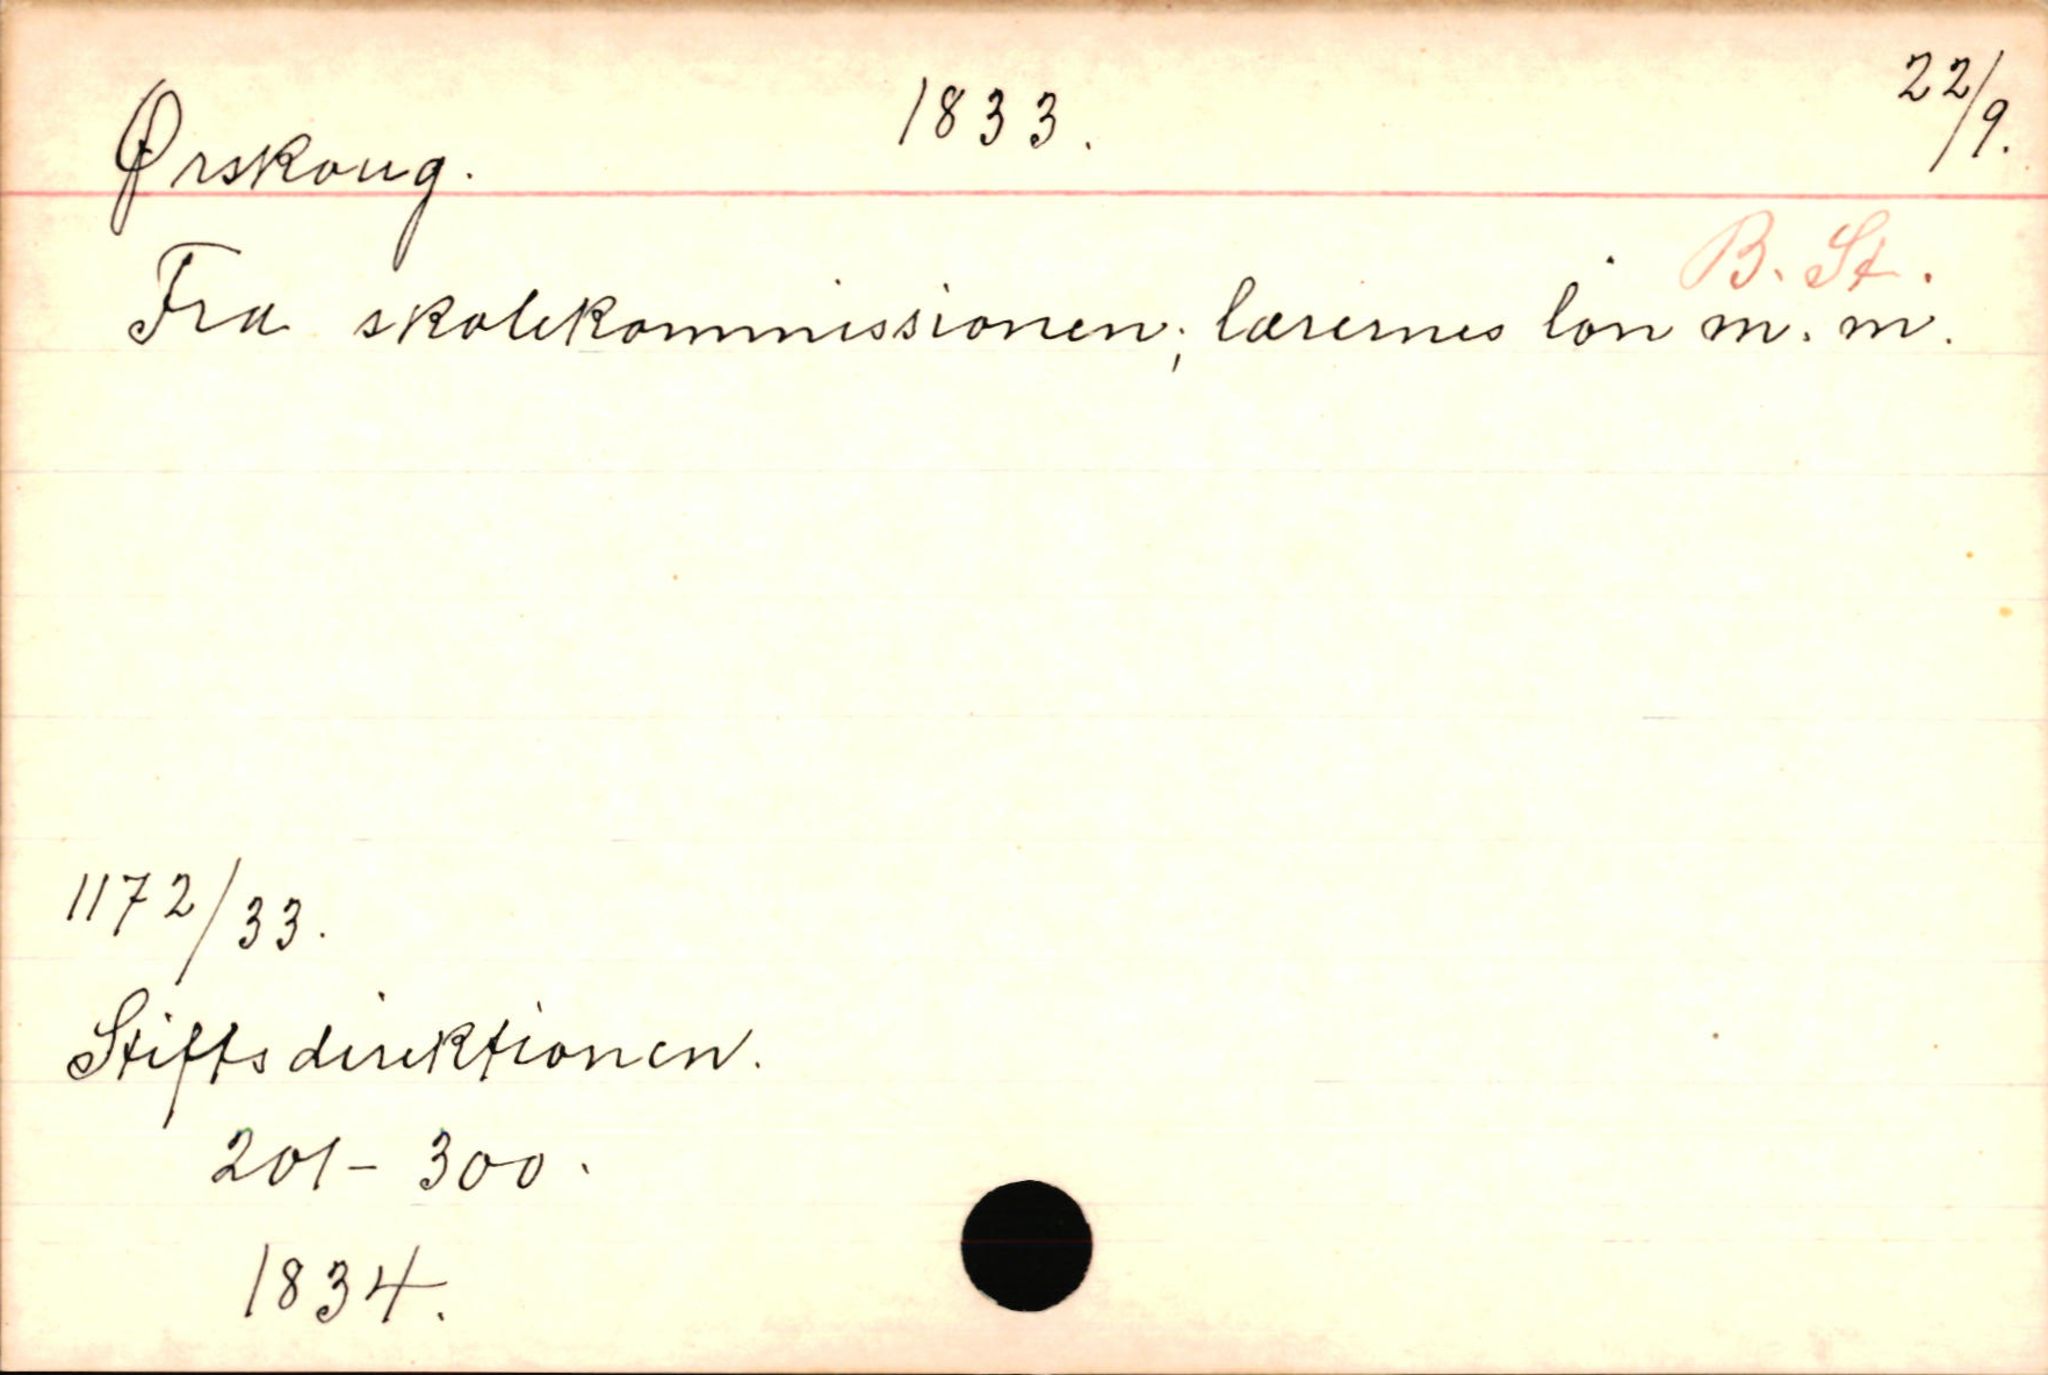 Ørskoug. 1833. 22/9.
B. St.
Fra skolekommissionen; lærernes løn m. m.
1172/33.
Stiftsdirektionen.
201 - 300.
1834.